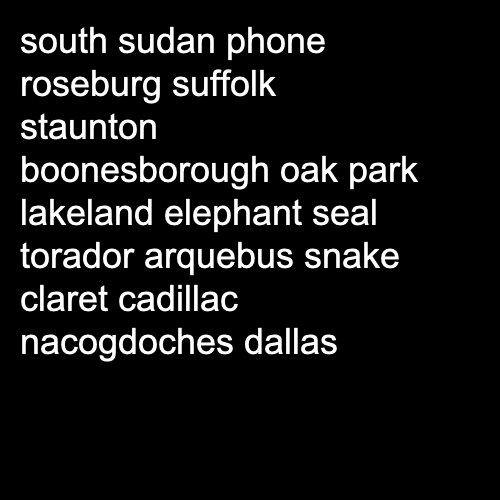 south sudan phone
roseburg suffolk
staunton
boonesborough oak park
lakeland elephant seal
torador arquebus snake
claret cadillac
nacogdoches dallas